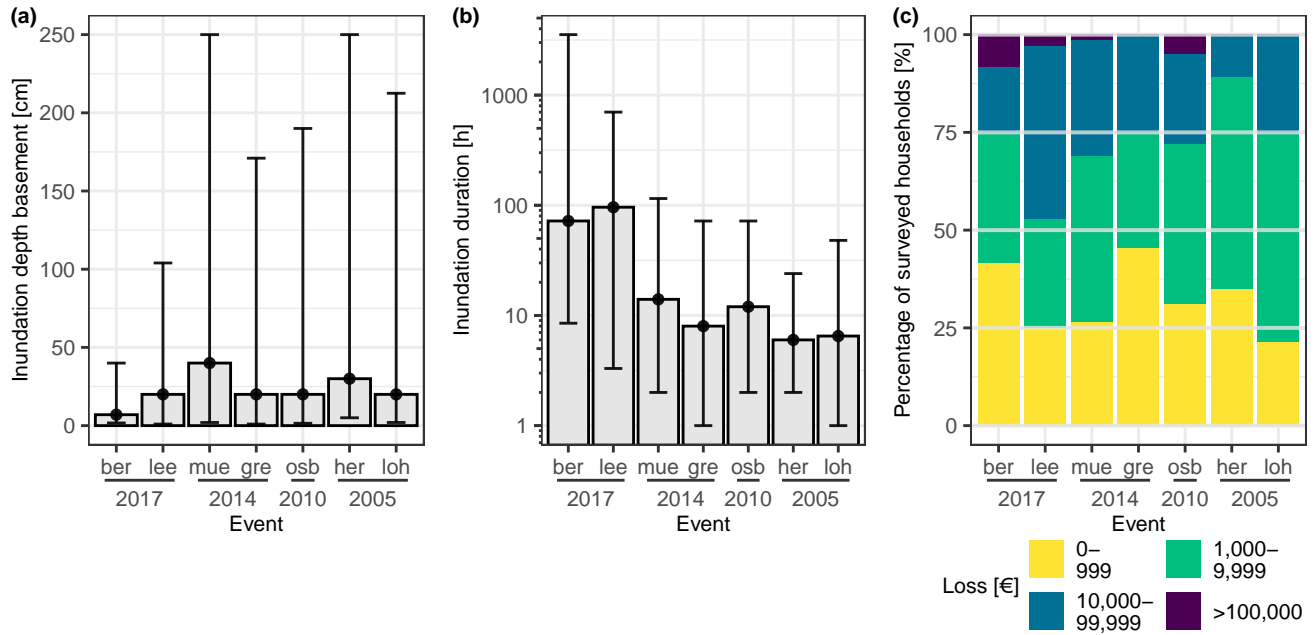 (a)
Inundation depth basement [cm]
250
200
150
100
50
0
ber lee mue gre osb her loh
2017 2014 2010 2005
Event
(b)
Inundation duration [h]
1000
100
10
1
ber lee mue gre osb her loh
2017 2014 2010 2005
Event
(c)
Percentage of surveyed households [%]
100
75
50
25
0
ber lee mue gre osb her loh
2017 2014 2010 2005
Event
Loss [€]
0–
999
1,000–
9,999
10,000–
99,999
>100,000